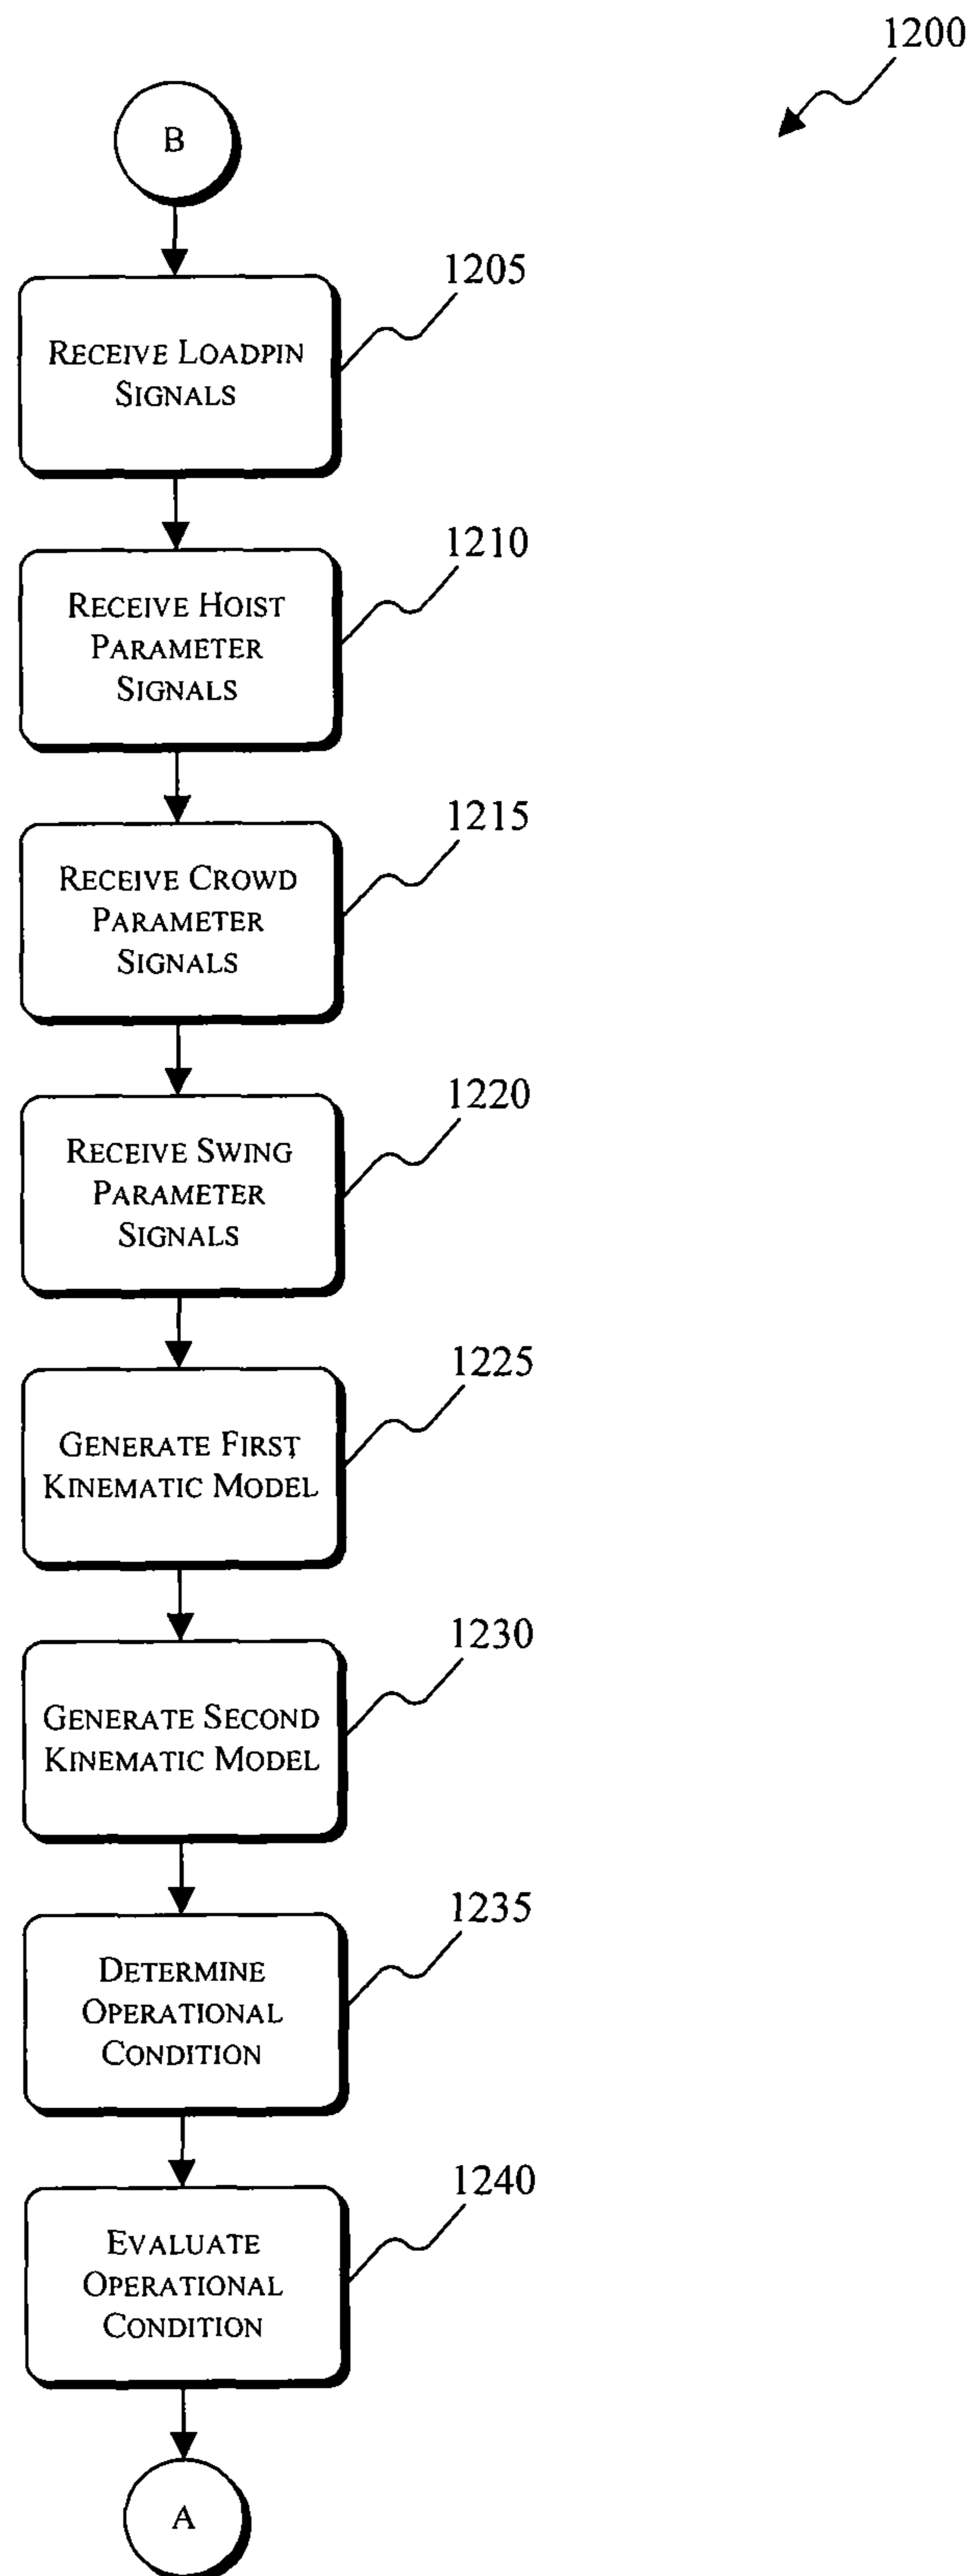 1200
B
1205
RECEIVE LOADPIN
SIGNALS
1210
RECEIVE HOIST
PARAMETER
SIGNALS
1215
RECEIVE CROWD
PARAMETER
SIGNALS
1220
RECEIVE SWING
PARAMETER
SIGNALS
1225
GENERATE FIRST
KINEMATIC MODEL
1230
GENERATE SECOND
KINEMATIC MODEL
1235
DETERMINE
OPERATIONAL
CONDITION
1240
EVALUATE
OPERATIONAL
CONDITION
A